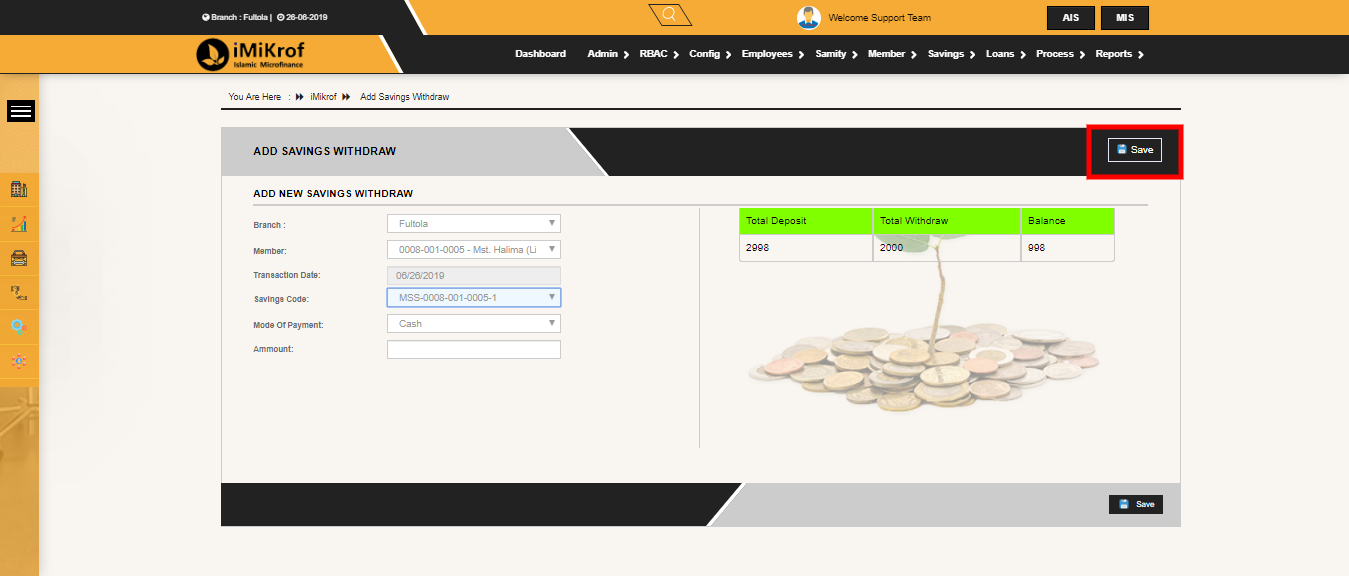 Branch : Fultola | 26-06-2019
Welcome Support Team
AIS MIS
iMiKrof
Islamic Microfinance
Dashboard Admin RBAC Config Employees Samity Member Savings Loans Process Reports
You Are Here : iMikrof Add Savings Withdraw
ADD SAVINGS WITHDRAW
Save
ADD NEW SAVINGS WITHDRAW
Branch : Fultola
Member: 0008-001-0005 - Mst. Halima (Li
Transaction Date: 06/26/2019
Savings Code: MSS-0008-001-0005-1
Mode Of Payment: Cash
Ammount:
Total Deposit Total Withdraw Balance
2998 2000 998
Save